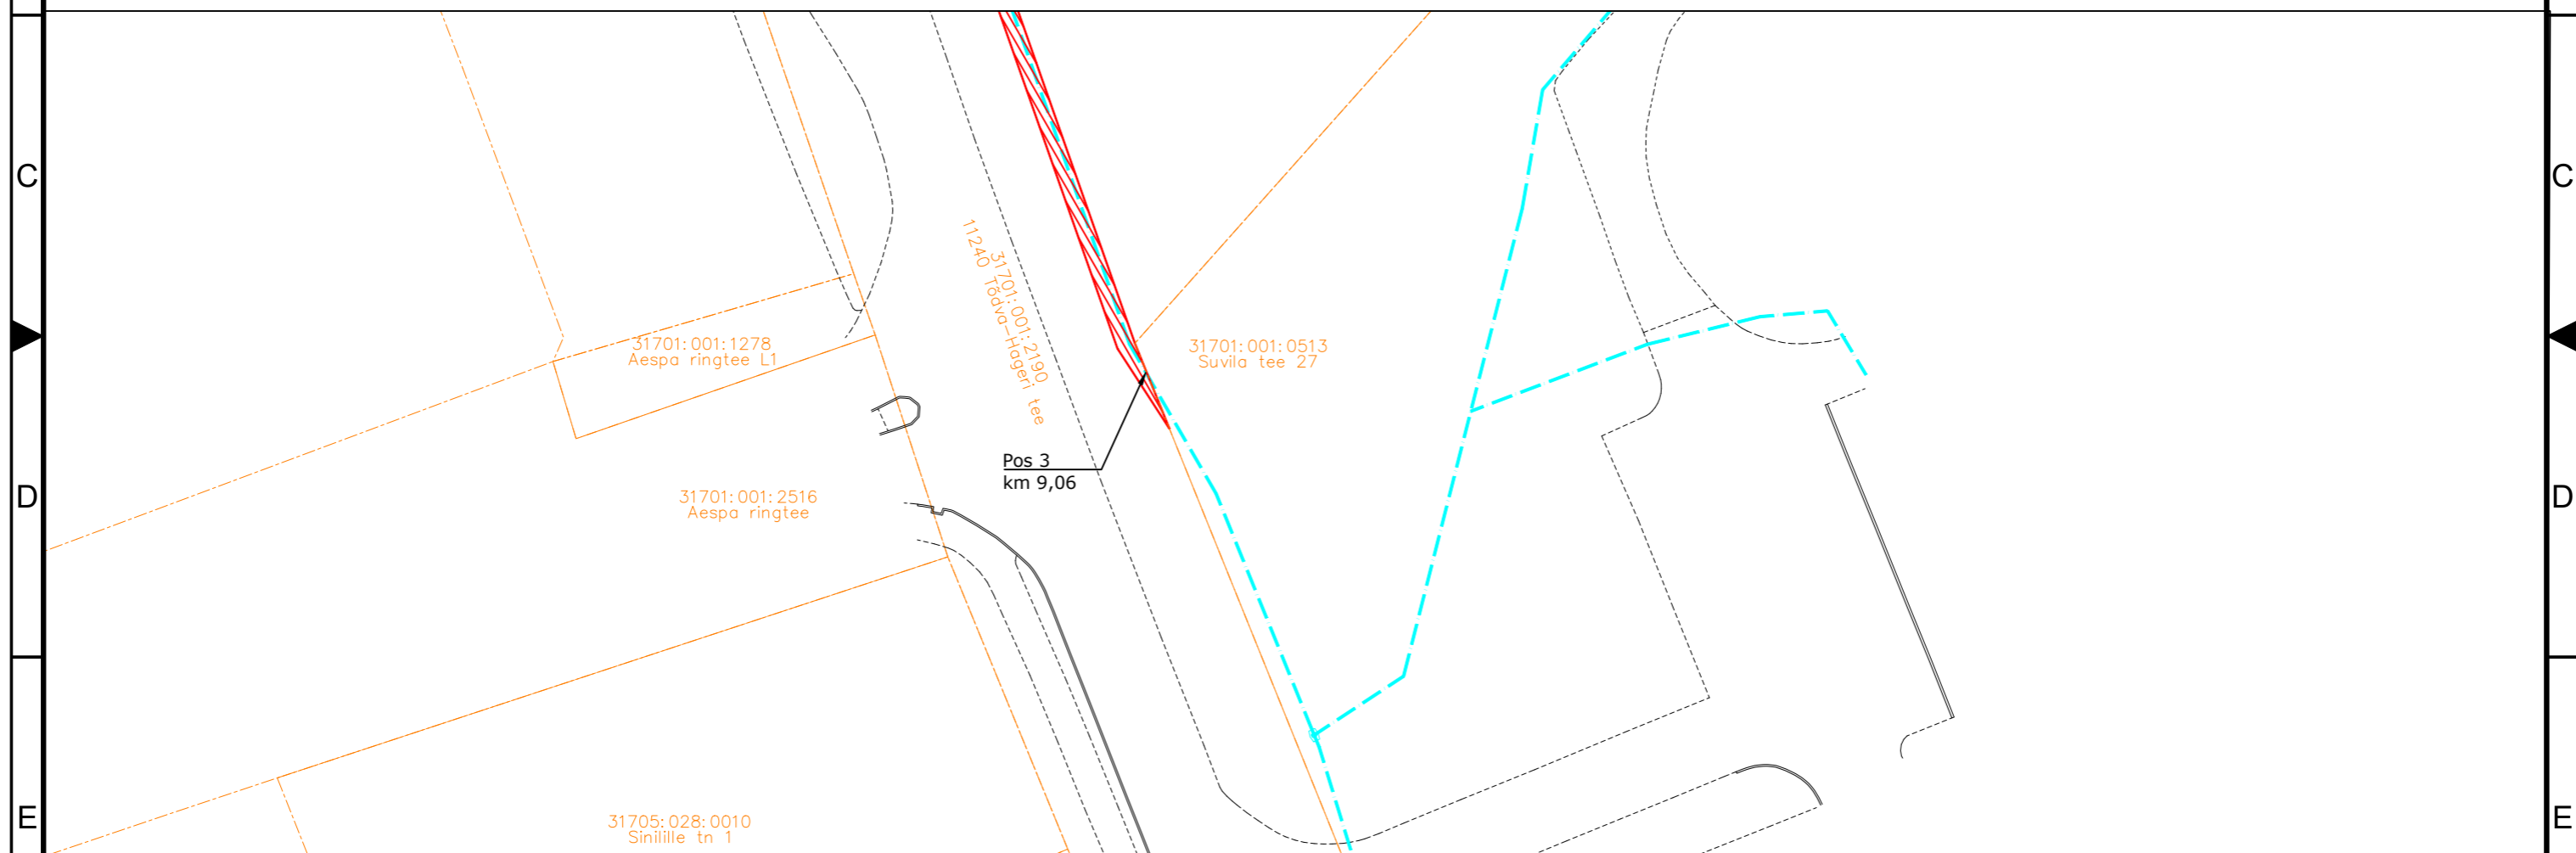 C
C
11240 Tõdva-Hageri tee
31701:001:2190
31701:001:1278
Aespa ringtee L1
31701:001:0513
Suvila tee 27
Pos 3
km 9,06
D
D
31701:001:2516
Aespa ringtee
E
E
31705:028:0010
Sinilille tn 1